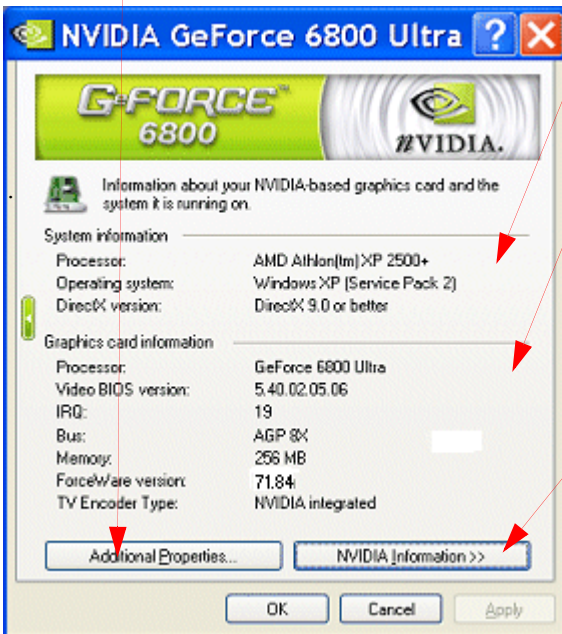 NVIDIA GeForce 6800 Ultra ? X
G-FORCE™
6800
nVIDIA.
Information about your NVIDIA-based graphics card and the
system it is running on.
System information
Processor: AMD Athlon(tm) XP 2500+
Operating system: Windows XP (Service Pack 2)
DirectX version: DirectX 9.0 or better
Graphics card information
Processor: GeForce 6800 Ultra
Video BIOS version: 5.40.02.05.06
IRQ: 19
Bus: AGP 8X
Memory: 256 MB
ForceWare version: 71.84
TV Encoder Type: NVIDIA integrated
Additional Properties... NVIDIA Information >>
OK Cancel Apply